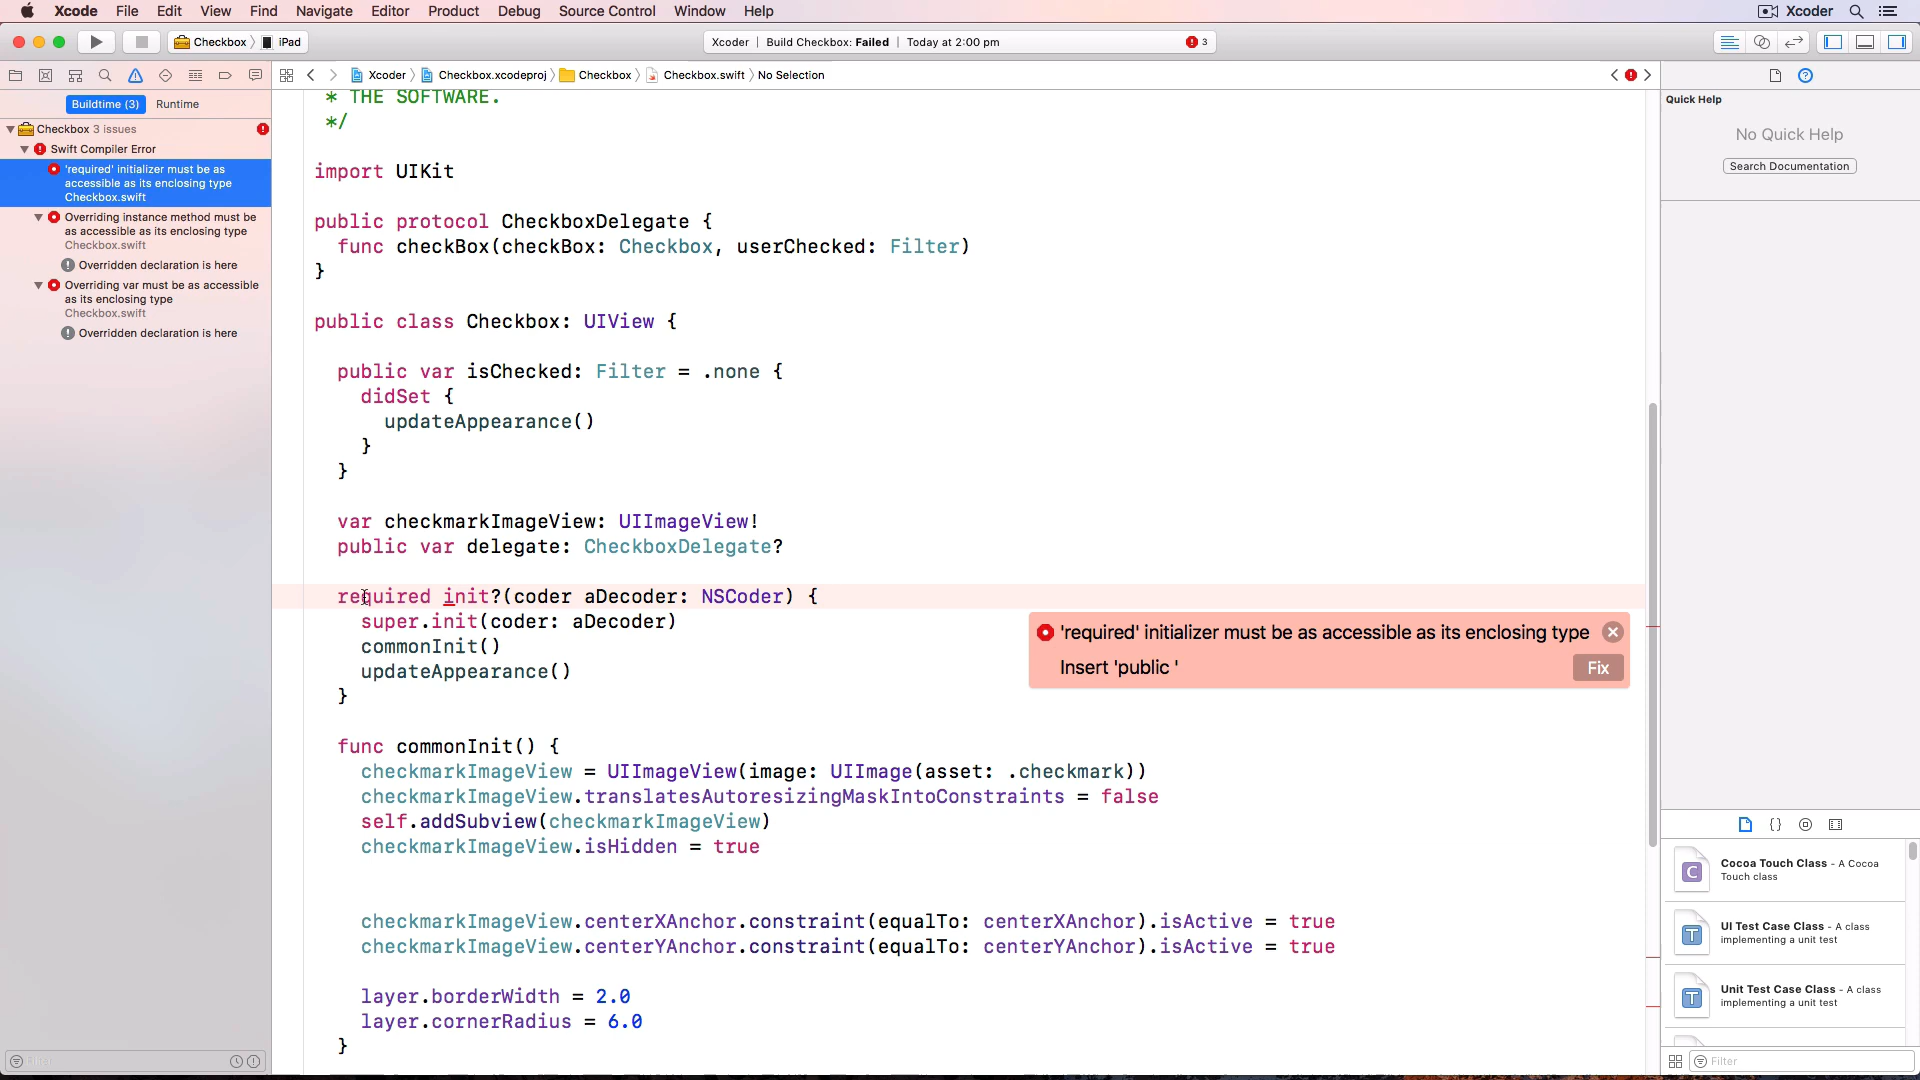 Xcode File Edit View Find Navigate Editor Product Debug Source Control Window Help Xcoder
Checkbox iPad Xcoder | Build Checkbox: Failed | Today at 2:00 pm 3
Xcoder Checkbox.xcodeproj Checkbox Checkbox.swift No Selection
Buildtime (3) Runtime
Checkbox 3 issues
Swift Compiler Error
'required' initializer must be as
accessible as its enclosing type
Checkbox.swift
Overriding instance method must be
as accessible as its enclosing type
Checkbox.swift
Overridden declaration is here
Overriding var must be as accessible
as its enclosing type
Checkbox.swift
Overridden declaration is here
* THE SOFTWARE.
*/
import UIKit
public protocol CheckboxDelegate {
func checkBox(checkBox: Checkbox, userChecked: Filter)
}
public class Checkbox: UIView {
public var isChecked: Filter = .none {
didSet {
updateAppearance()
}
}
var checkmarkImageView: UIImageView!
public var delegate: CheckboxDelegate?
required init?(coder aDecoder: NSCoder) {
super.init(coder: aDecoder)
commonInit()
updateAppearance()
}
'required' initializer must be as accessible as its enclosing type
Insert 'public '
Fix
func commonInit() {
checkmarkImageView = UIImageView(image: UIImage(asset: .checkmark))
checkmarkImageView.translatesAutoresizingMaskIntoConstraints = false
self.addSubview(checkmarkImageView)
checkmarkImageView.isHidden = true
checkmarkImageView.centerXAnchor.constraint(equalTo: centerXAnchor).isActive = true
checkmarkImageView.centerYAnchor.constraint(equalTo: centerYAnchor).isActive = true
layer.borderWidth = 2.0
layer.cornerRadius = 6.0
}
Quick Help
No Quick Help
Search Documentation
{}
C
Cocoa Touch Class - A Cocoa
Touch class
T
UI Test Case Class - A class
implementing a unit test
T
Unit Test Case Class - A class
implementing a unit test
Filter
Filter